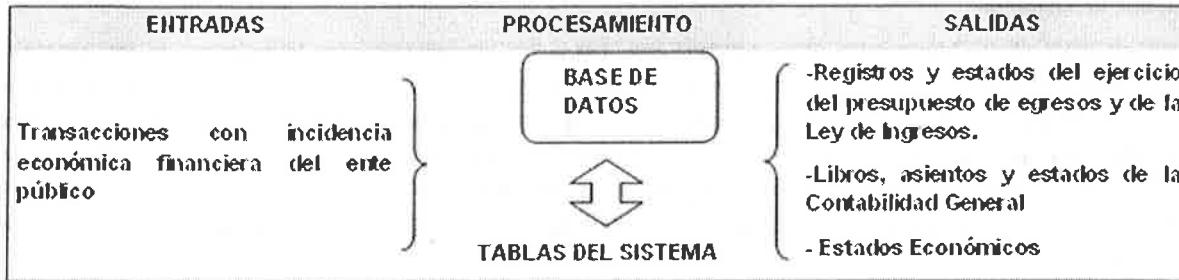 ENTRADAS PROCESAMIENTO SALIDAS
Transacciones con incidencia
económica financiera del ente
público
BASE DE
DATOS
TABLAS DEL SISTEMA
-Registros y estados del ejercicio
del presupuesto de egresos y de la
Ley de Ingresos.
-Libros, asientos y estados de la
Contabilidad General
- Estados Económicos